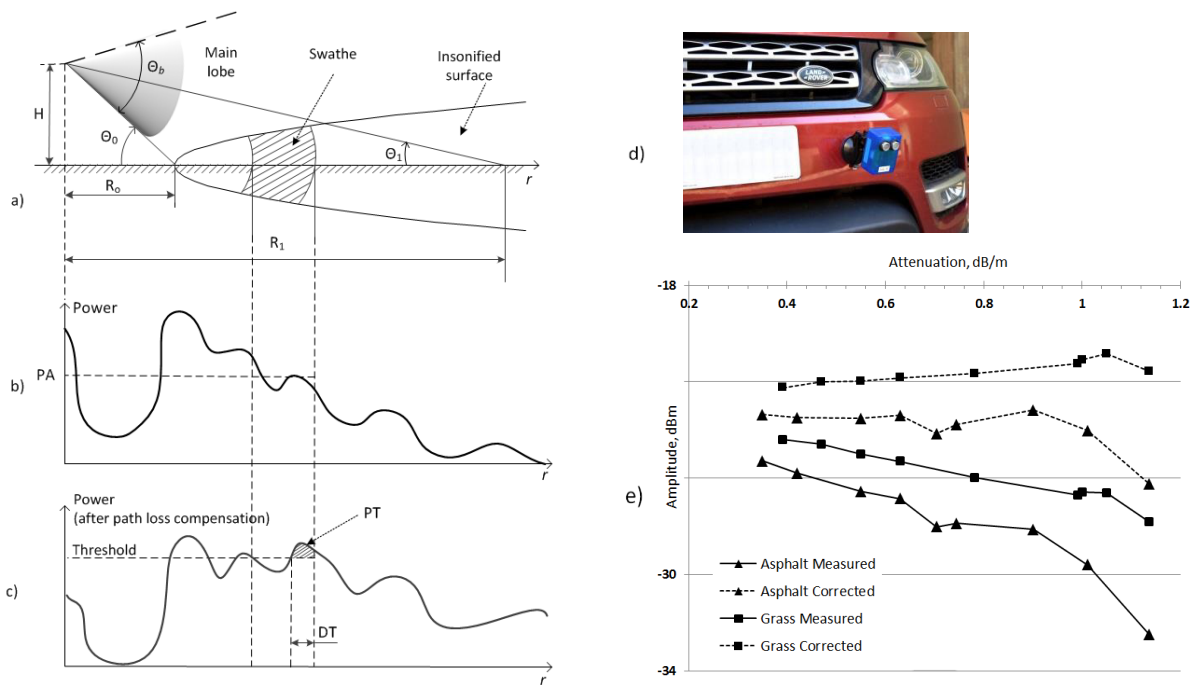 a)
Main
lobe
Swathe
Insonified
surface
Θb
H
Θ0
Θ1
r
Ro
R1
b)
Power
PA
r
c)
Power
(after path loss compensation)
PT
Threshold
DT
r
d)
LAND
ROVER
e)
Attenuation, dB/m
-18
0.2
0.4
0.6
0.8
1
1.2
Amplitude, dBm
-30
-34
Asphalt Measured
Asphalt Corrected
Grass Measured
Grass Corrected